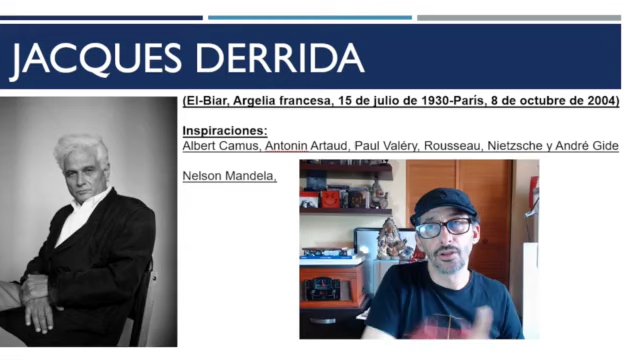 JACQUES DERRIDA
(El-Biar, Argelia francesa, 15 de julio de 1930-París, 8 de octubre de 2004)
Inspiraciones:
Albert Camus, Antonin Artaud, Paul Valéry, Rousseau, Nietzsche y André Gide
Nelson Mandela,